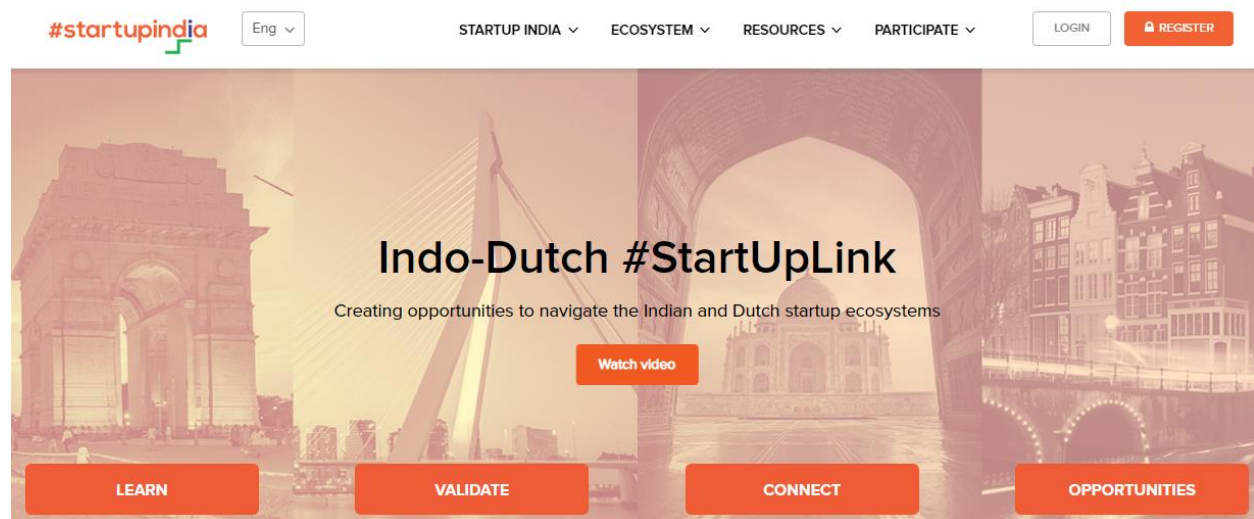 #startupindia
Eng
STARTUP INDIA
ECOSYSTEM
RESOURCES
PARTICIPATE
LOGIN
REGISTER
Indo-Dutch #StartUpLink
Creating opportunities to navigate the Indian and Dutch startup ecosystems
Watch video
LEARN
VALIDATE
CONNECT
OPPORTUNITIES